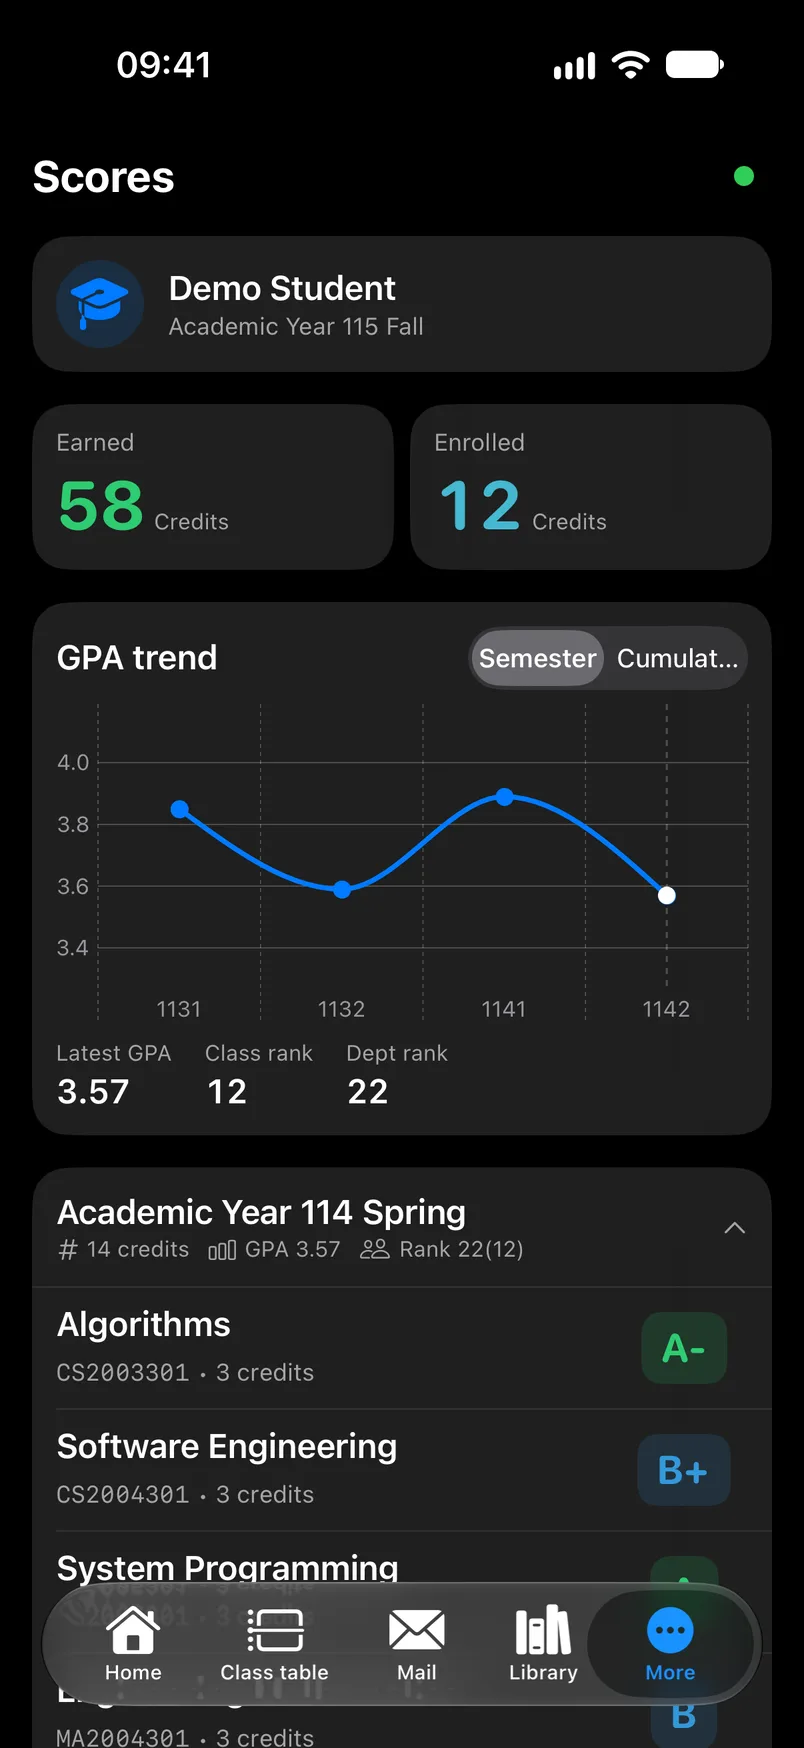 09:41
Scores
Demo Student
Academic Year 115 Fall
Earned
58 Credits
Enrolled
12 Credits
GPA trend
Semester
Cumulat...
4.0
3.8
3.6
3.4
1131
1132
1141
1142
Latest GPA
3.57
Class rank
12
Dept rank
22
Academic Year 114 Spring
# 14 credits GPA 3.57 Rank 22(12)
Algorithms
CS2003301 • 3 credits
A-
Software Engineering
CS2004301 • 3 credits
B+
System Programming
Home
Class table
Mail
Library
More
MA2004301 • 3 credits
B